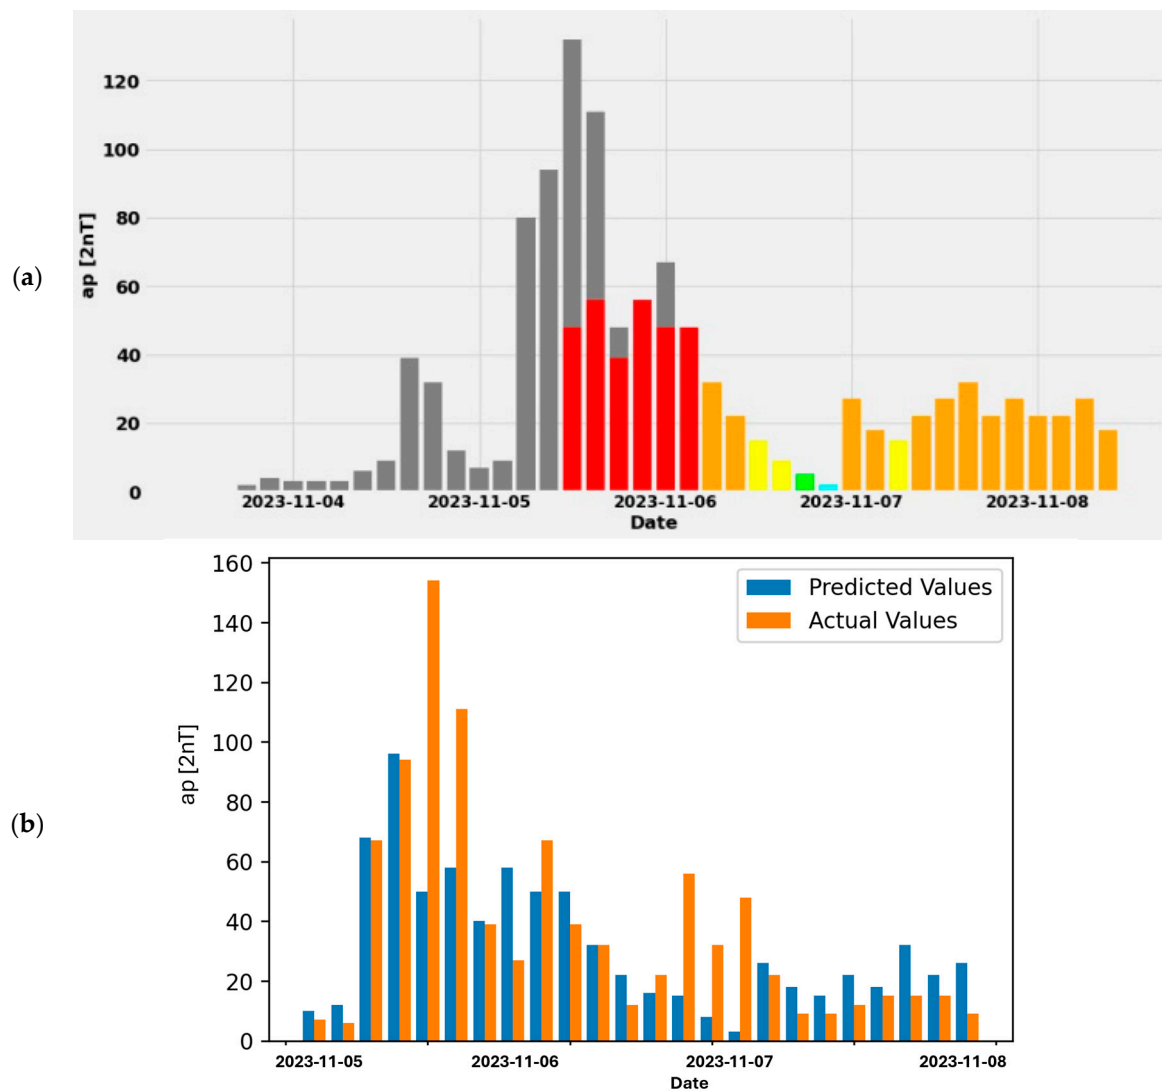 (a)
ap [2nT]
120
100
80
60
40
20
0
2023-11-04 2023-11-05 2023-11-06 2023-11-07 2023-11-08
Date
(b)
ap [2nT]
160
140
120
100
80
60
40
20
0
Predicted Values
Actual Values
2023-11-05 2023-11-06 2023-11-07 2023-11-08
Date